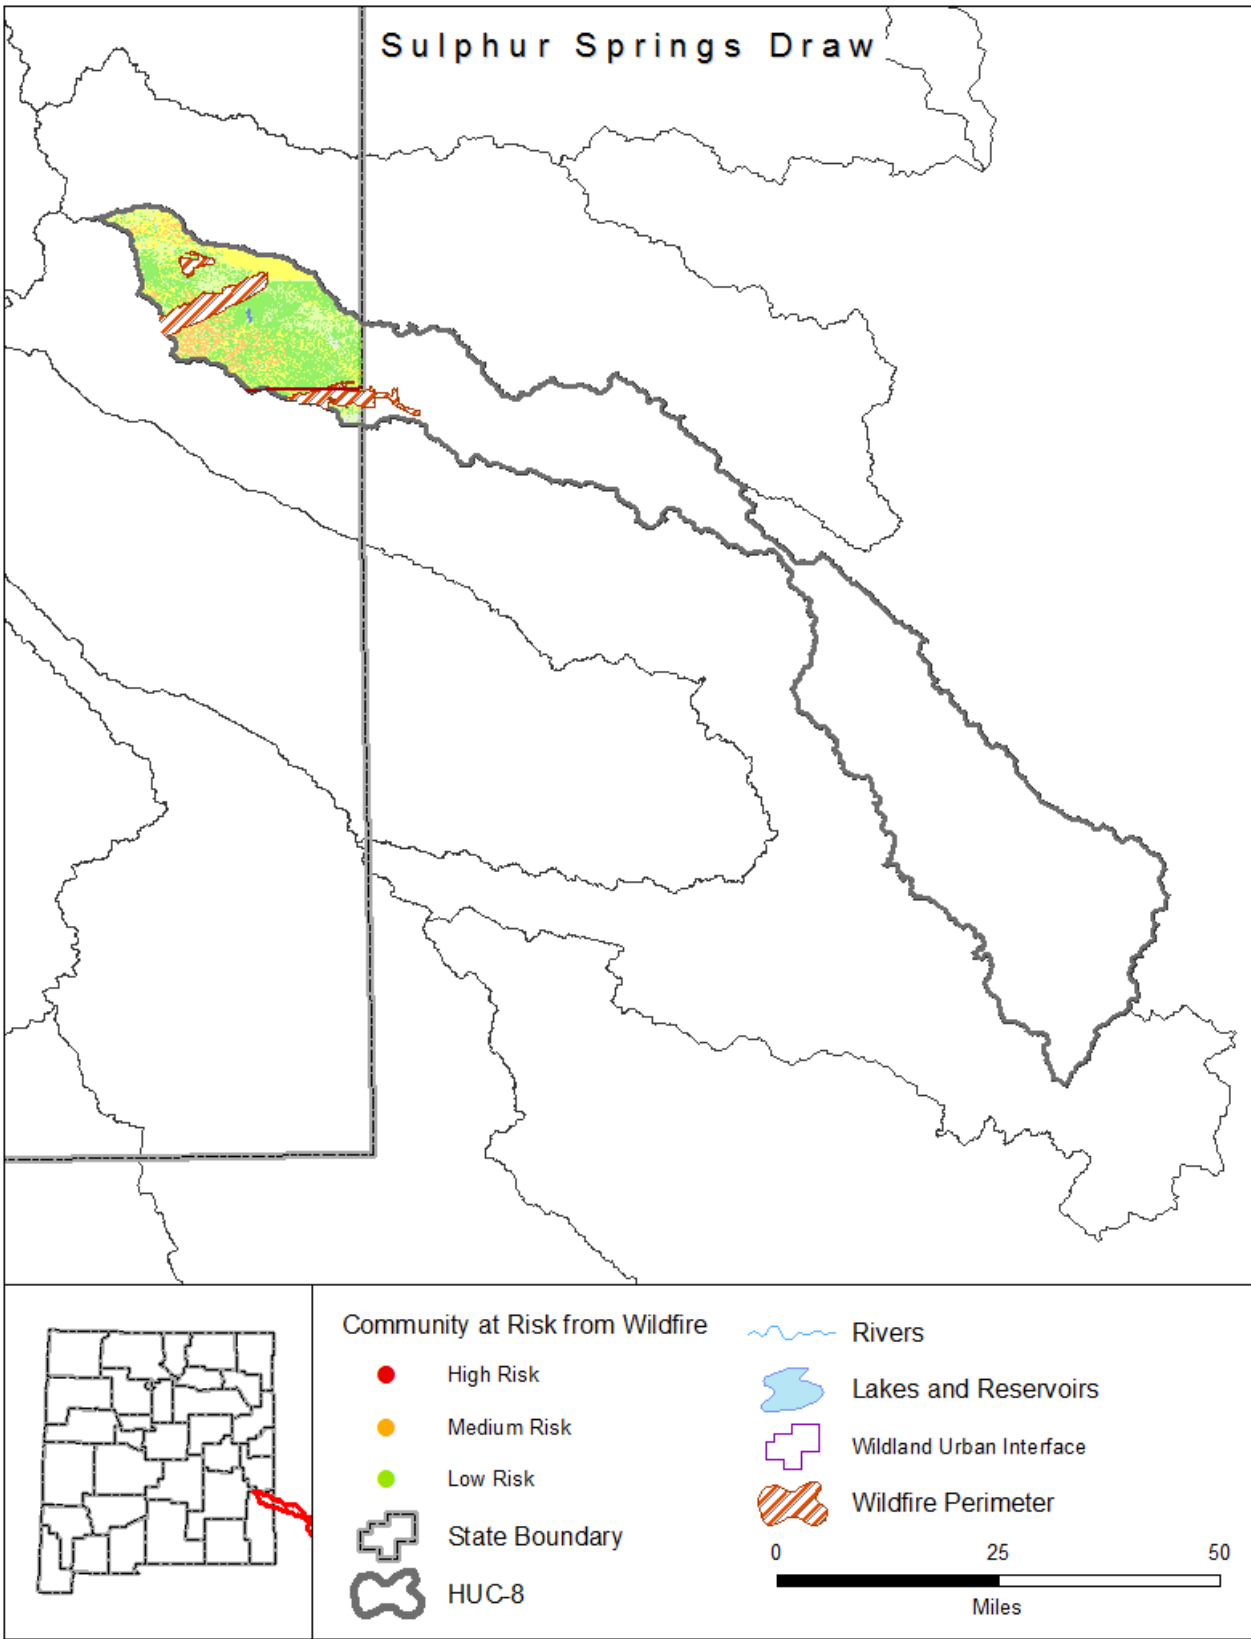 Sulphur Springs Draw
Community at Risk from Wildfire
High Risk
Medium Risk
Low Risk
State Boundary
HUC-8
Rivers
Lakes and Reservoirs
Wildland Urban Interface
Wildfire Perimeter
0 25 50
Miles